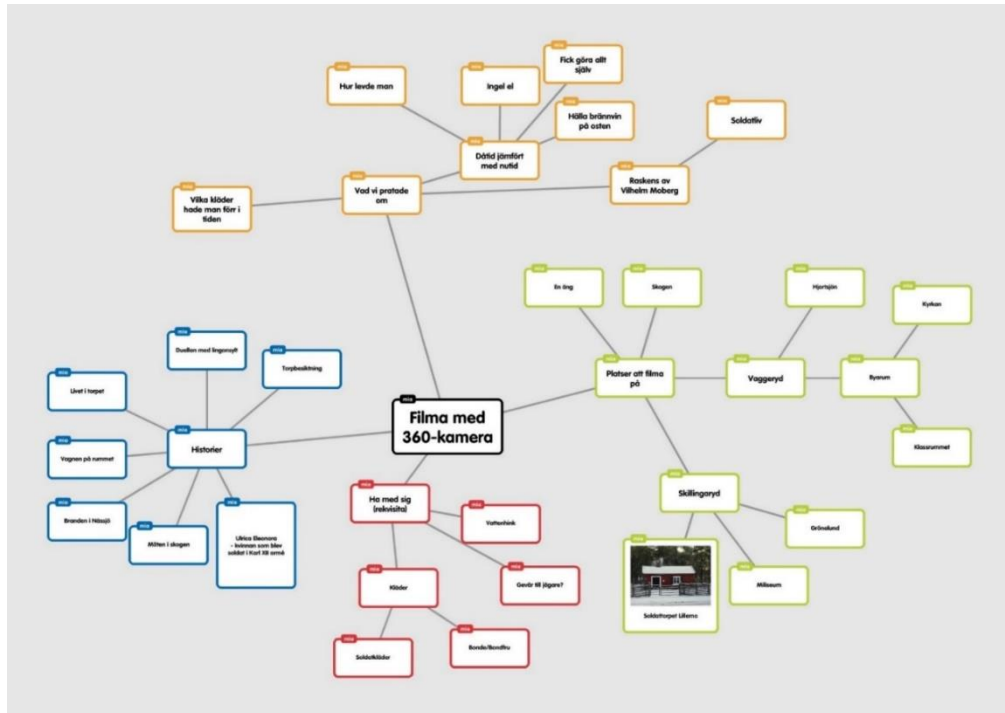 Fick göra allt
själv
Hur levde man
Ingel el
Hälla brännvin
på osten
Soldatliv
Dåtid jämfört
med nutid
Raskens av
Vilhelm Moberg
Vad vi pratade
om
Vilka kläder
hade man förr i
tiden
En äng
Skogen
Hjortsjön
Kyrkan
Platser att filma
på
Vaggeryd
Byarum
Klassrummet
Duellen med lingonsylt
Torpbesiktning
Livet i torpet
Historier
Vagnen på rummet
Branden i Nässjö
Möten i skogen
Ulrica Eleonora
- kvinnan som blev
soldat i Karl XII armé
Filma med
360-kamera
Ha med sig
(rekvisita)
Vattenhink
Gevär till jägare?
Kläder
Soldatkläder
Bonde/Bondfru
Skillingaryd
Grönelund
Miliseum
Soldattorpet Lillemo